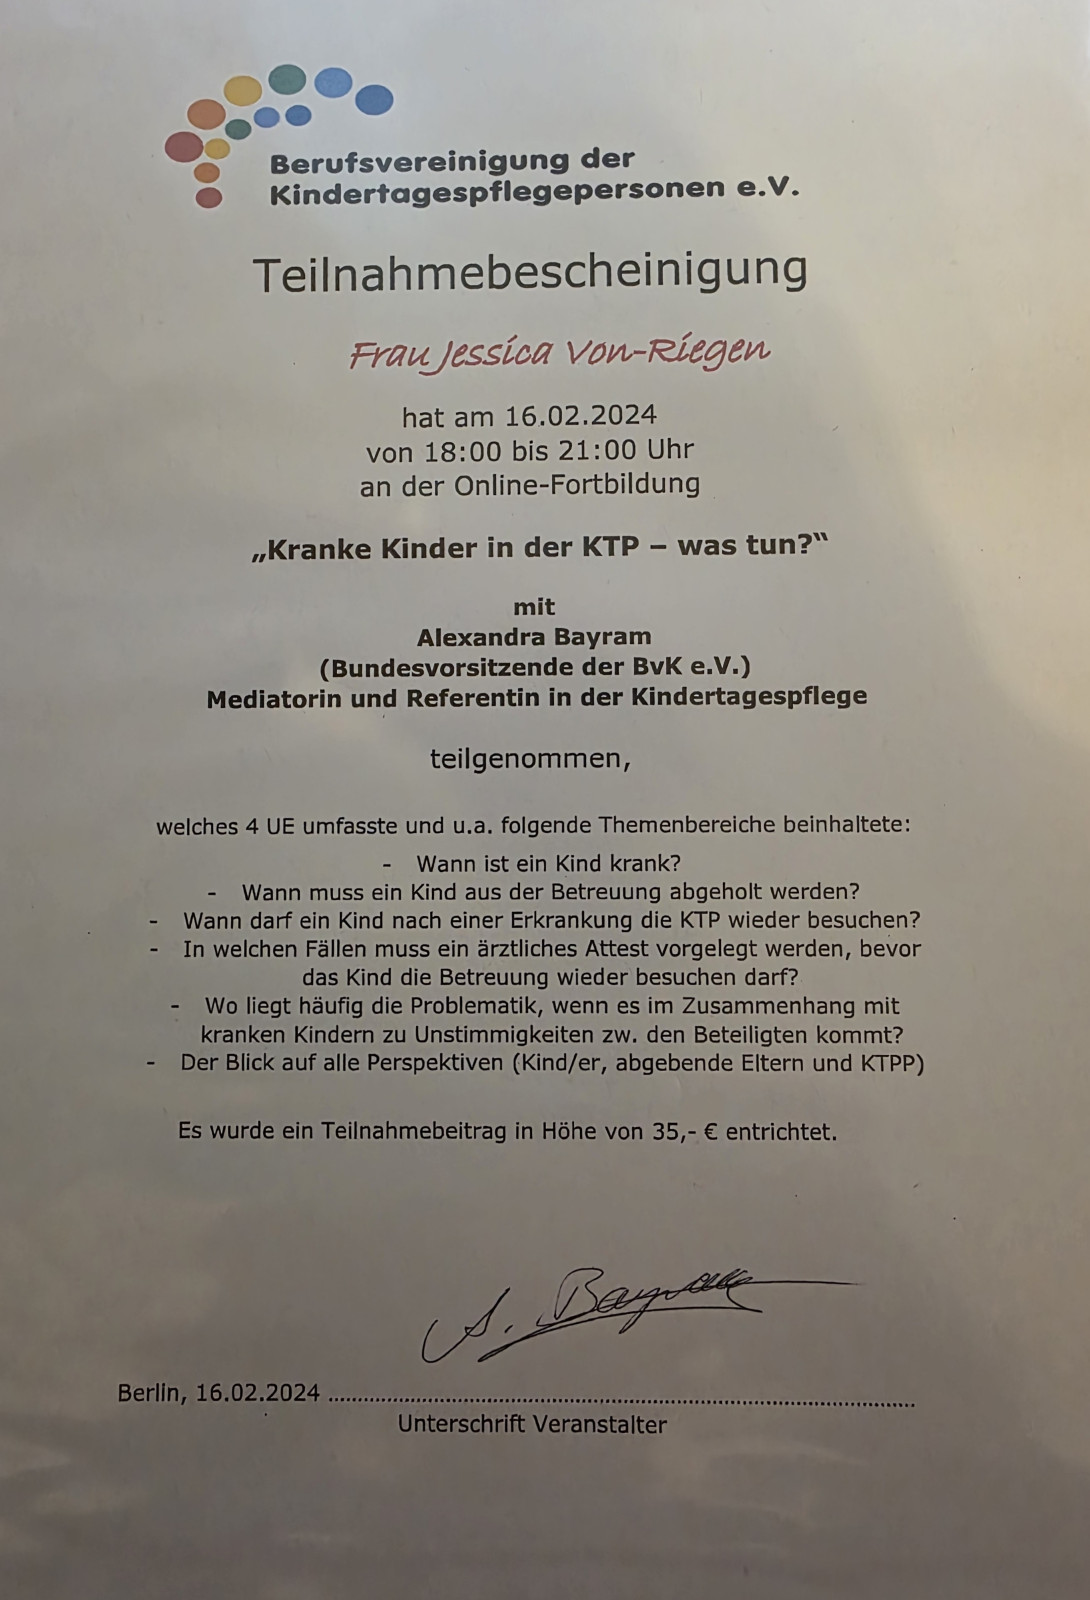 Berufsvereinigung der
Kindertagespflegepersonen e.V.
Teilnahmebescheinigung
Frau Jessica Von-Riegen
hat am 16.02.2024
von 18:00 bis 21:00 Uhr
an der Online-Fortbildung
„Kranke Kinder in der KTP – was tun?‟
mit
Alexandra Bayram
(Bundesvorsitzende der BvK e.V.)
Mediatorin und Referentin in der Kindertagespflege
teilgenommen,
welches 4 UE umfasste und u.a. folgende Themenbereiche beinhaltete:
- Wann ist ein Kind krank?
- Wann muss ein Kind aus der Betreuung abgeholt werden?
- Wann darf ein Kind nach einer Erkrankung die KTP wieder besuchen?
- In welchen Fällen muss ein ärztliches Attest vorgelegt werden, bevor
das Kind die Betreuung wieder besuchen darf?
- Wo liegt häufig die Problematik, wenn es im Zusammenhang mit
kranken Kindern zu Unstimmigkeiten zw. den Beteiligten kommt?
- Der Blick auf alle Perspektiven (Kind/er, abgebende Eltern und KTPP)
Es wurde ein Teilnahmebeitrag in Höhe von 35,- € entrichtet.
A. Bayram
Berlin, 16.02.2024 ........................................................................
Unterschrift Veranstalter